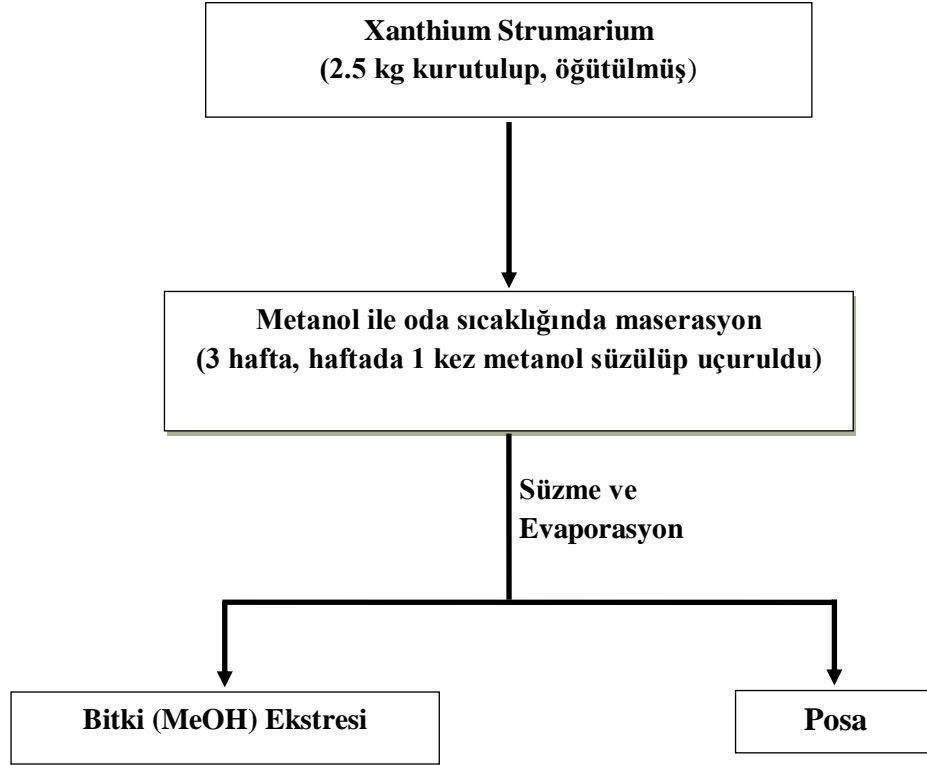 Xanthium Strumarium
(2.5 kg kurutulup, öğütülmüş)
Metanol ile oda sıcaklığında maserasyon
(3 hafta, haftada 1 kez metanol süzülüp uçuruldu)
Süzme ve
Evaporasyon
Bitki (MeOH) Ekstresi
Posa